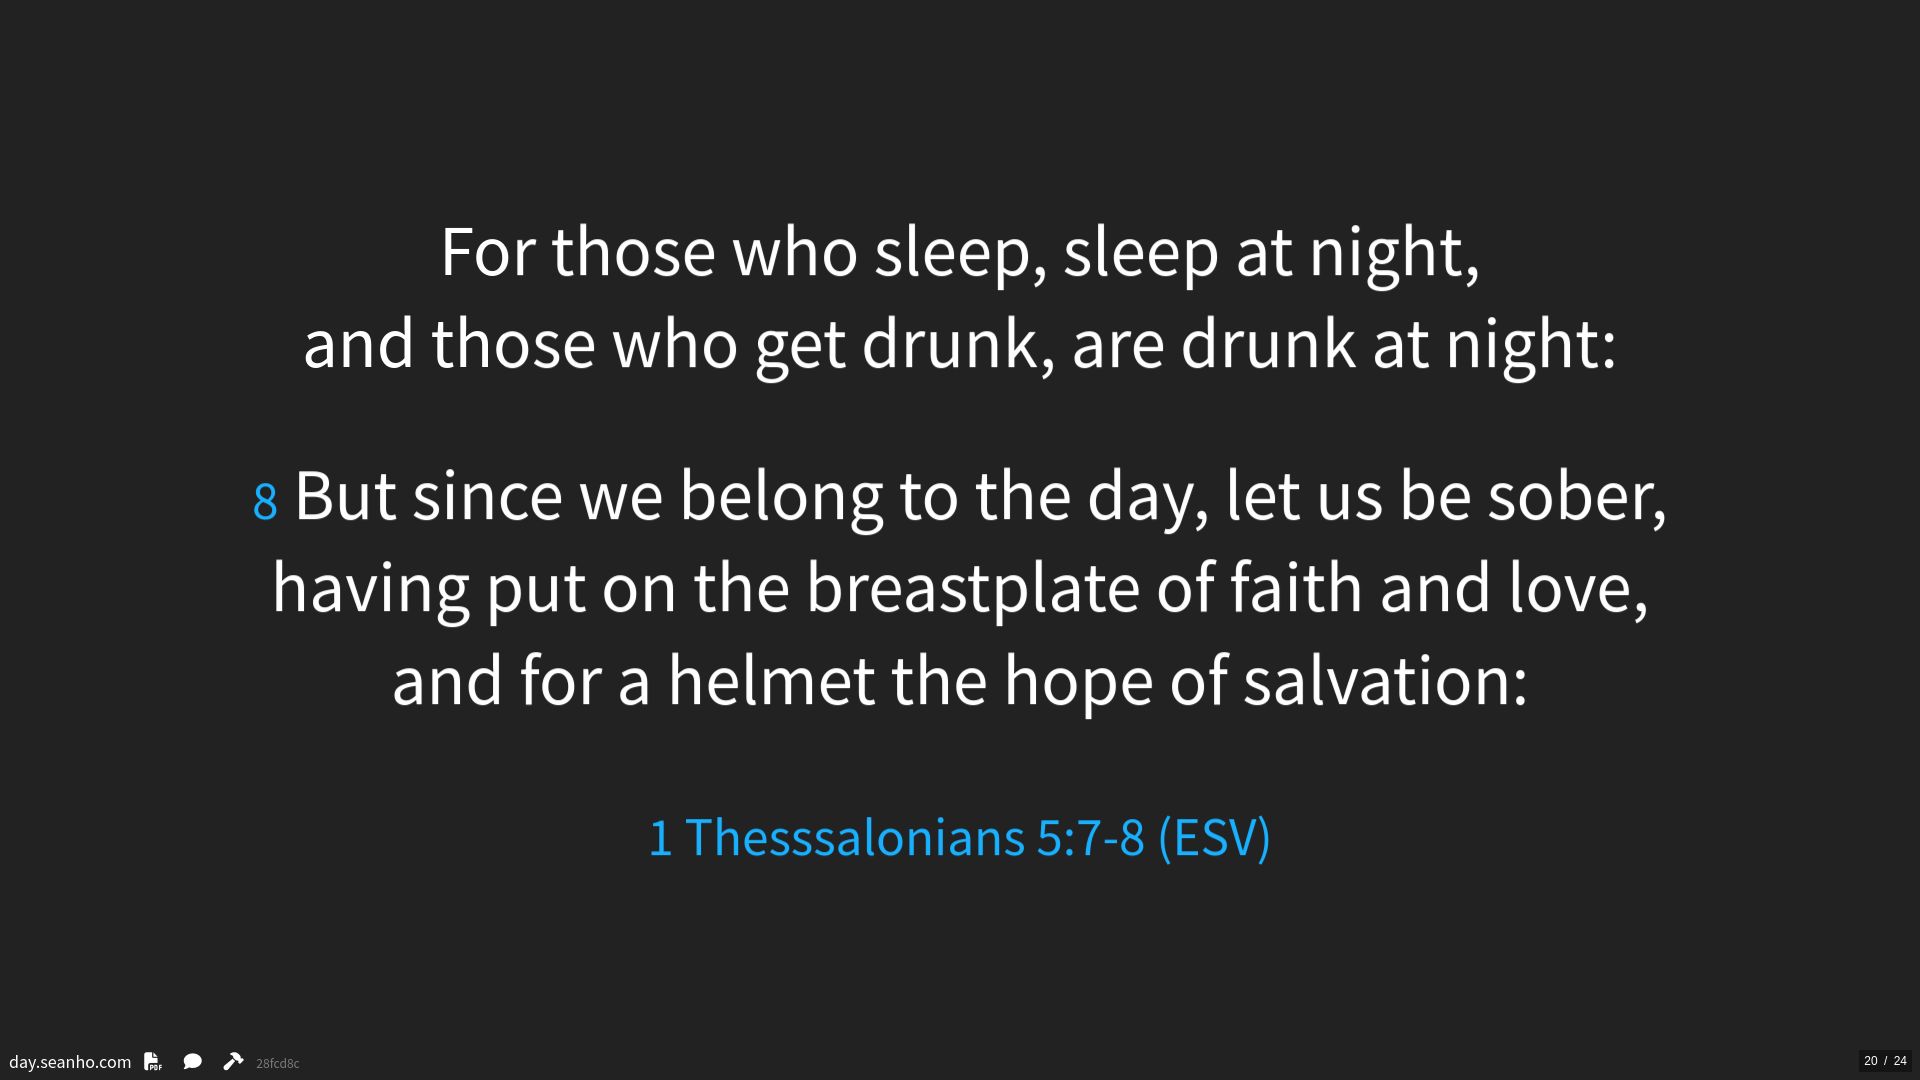 For those who sleep, sleep at night,
and those who get drunk, are drunk at night:
8 But since we belong to the day, let us be sober,
having put on the breastplate of faith and love,
and for a helmet the hope of salvation:
1 Thesssalonians 5:7-8 (ESV)
day.seanho.com PDF 28fcd8c
20 / 24